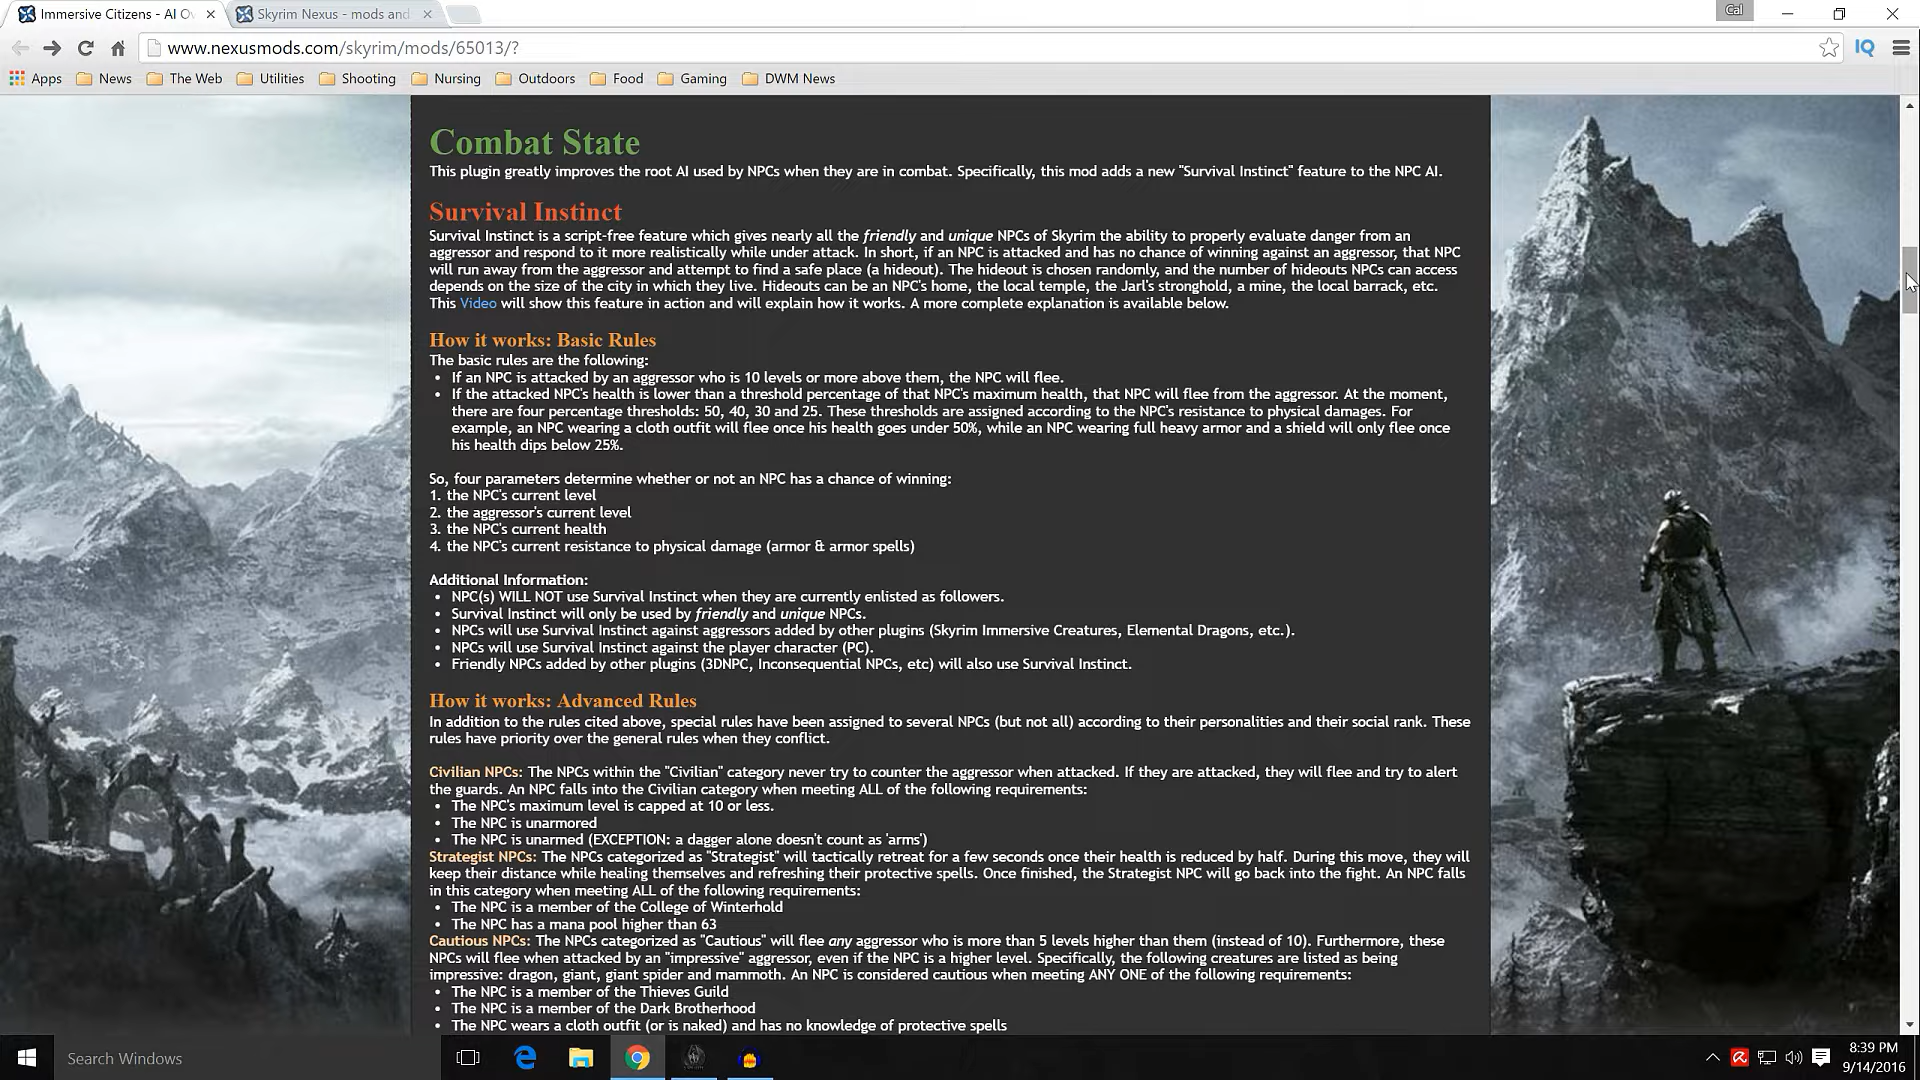 Immersive Citizens - AI Ov
Skyrim Nexus - mods and
Cal
www.nexusmods.com/skyrim/mods/65013/?
IQ
Apps
News
The Web
Utilities
Shooting
Nursing
Outdoors
Food
Gaming
DWM News
Combat State
This plugin greatly improves the root AI used by NPCs when they are in combat. Specifically, this mod adds a new "Survival Instinct" feature to the NPC AI.
Survival Instinct
Survival Instinct is a script-free feature which gives nearly all the friendly and unique NPCs of Skyrim the ability to properly evaluate danger from an
aggressor and respond to it more realistically while under attack. In short, if an NPC is attacked and has no chance of winning against an aggressor, that NPC
will run away from the aggressor and attempt to find a safe place (a hideout). The hideout is chosen randomly, and the number of hideouts NPCs can access
depends on the size of the city in which they live. Hideouts can be an NPC's home, the local temple, the Jarl's stronghold, a mine, the local barrack, etc.
This Video will show this feature in action and will explain how it works. A more complete explanation is available below.
How it works: Basic Rules
The basic rules are the following:
• If an NPC is attacked by an aggressor who is 10 levels or more above them, the NPC will flee.
• If the attacked NPC's health is lower than a threshold percentage of that NPC's maximum health, that NPC will flee from the aggressor. At the moment,
there are four percentage thresholds: 50, 40, 30 and 25. These thresholds are assigned according to the NPC's resistance to physical damages. For
example, an NPC wearing a cloth outfit will flee once his health goes under 50%, while an NPC wearing full heavy armor and a shield will only flee once
his health dips below 25%.
So, four parameters determine whether or not an NPC has a chance of winning:
1. the NPC's current level
2. the aggressor's current level
3. the NPC's current health
4. the NPC's current resistance to physical damage (armor & armor spells)
Additional Information:
• NPC(s) WILL NOT use Survival Instinct when they are currently enlisted as followers.
• Survival Instinct will only be used by friendly and unique NPCs.
• NPCs will use Survival Instinct against aggressors added by other plugins (Skyrim Immersive Creatures, Elemental Dragons, etc.).
• NPCs will use Survival Instinct against the player character (PC).
• Friendly NPCs added by other plugins (3DNPC, Inconsequential NPCs, etc) will also use Survival Instinct.
How it works: Advanced Rules
In addition to the rules cited above, special rules have been assigned to several NPCs (but not all) according to their personalities and their social rank. These
rules have priority over the general rules when they conflict.
Civilian NPCs: The NPCs within the "Civilian" category never try to counter the aggressor when attacked. If they are attacked, they will flee and try to alert
the guards. An NPC falls into the Civilian category when meeting ALL of the following requirements:
• The NPC's maximum level is capped at 10 or less.
• The NPC is unarmored
• The NPC is unarmed (EXCEPTION: a dagger alone doesn't count as 'arms')
Strategist NPCs: The NPCs categorized as "Strategist" will tactically retreat for a few seconds once their health is reduced by half. During this move, they will
keep their distance while healing themselves and refreshing their protective spells. Once finished, the Strategist NPC will go back into the fight. An NPC falls
in this category when meeting ALL of the following requirements:
• The NPC is a member of the College of Winterhold
• The NPC has a mana pool higher than 63
Cautious NPCs: The NPCs categorized as "Cautious" will flee any aggressor who is more than 5 levels higher than them (instead of 10). Furthermore, these
NPCs will flee when attacked by an "impressive" aggressor, even if the NPC is a higher level. Specifically, the following creatures are listed as being
impressive: dragon, giant, giant spider and mammoth. An NPC is considered cautious when meeting ANY ONE of the following requirements:
• The NPC is a member of the Thieves Guild
• The NPC is a member of the Dark Brotherhood
• The NPC wears a cloth outfit (or is naked) and has no knowledge of protective spells
Search Windows
8:39 PM
9/14/2016